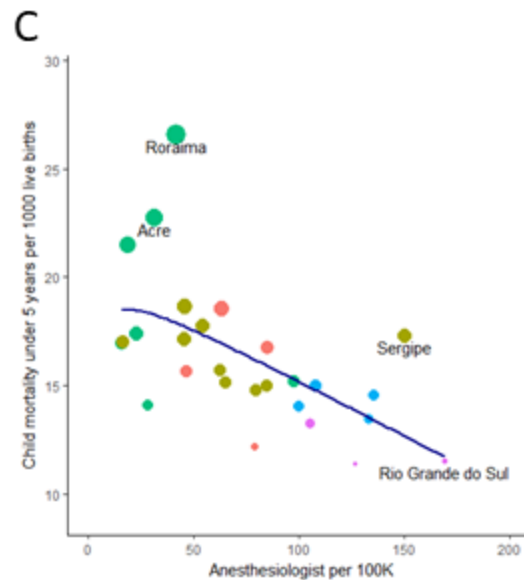 C
Child mortality under 5 years per 1000 live births
30
25
20
15
10
Roraima
Acre
Sergipe
Rio Grande do Sul
0 50 100 150 200
Anesthesiologist per 100K